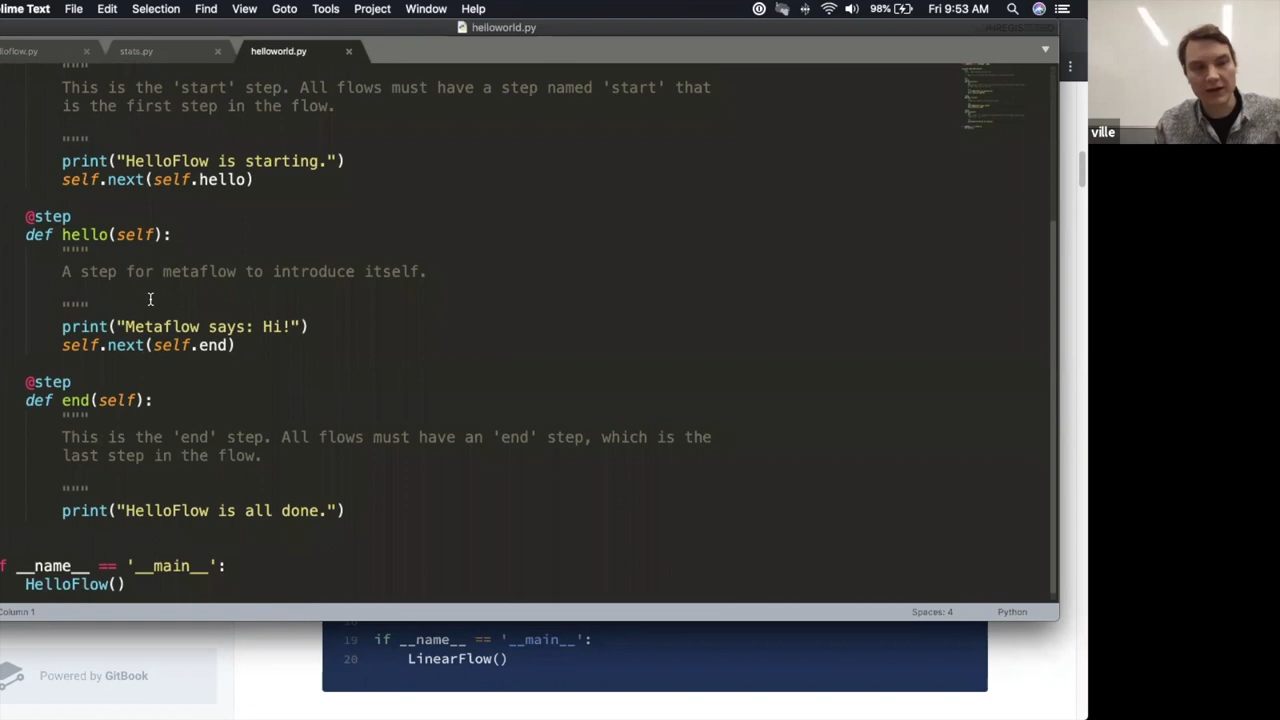 lime Text File Edit Selection Find View Goto Tools Project Window Help 98% Fri 9:53 AM
helloworld.py
lloflow.py stats.py helloworld.py
"""
This is the 'start' step. All flows must have a step named 'start' that
is the first step in the flow.
"""
print("HelloFlow is starting.")
self.next(self.hello)
@step
def hello(self):
"""
A step for metaflow to introduce itself.
"""
print("Metaflow says: Hi!")
self.next(self.end)
@step
def end(self):
"""
This is the 'end' step. All flows must have an 'end' step, which is the
last step in the flow.
"""
print("HelloFlow is all done.")
f __name__ == '__main__':
HelloFlow()
Column 1 Spaces: 4 Python
19 if __name__ == '__main__':
20 LinearFlow()
Powered by GitBook
ville